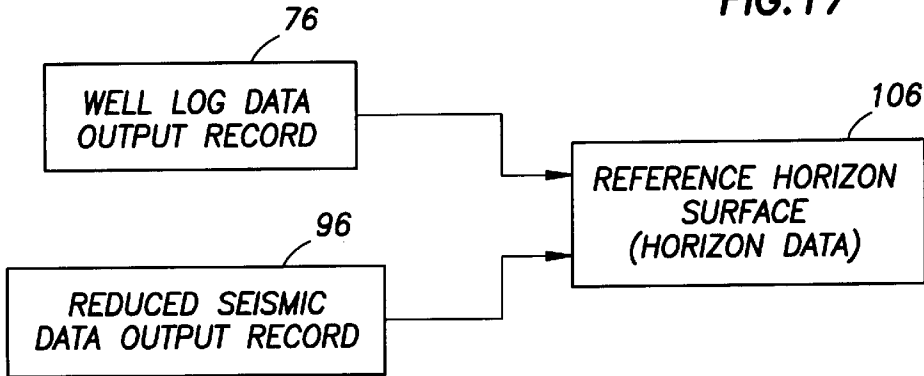 FIG.17
76
WELL LOG DATA
OUTPUT RECORD
106
REFERENCE HORIZON
SURFACE
(HORIZON DATA)
96
REDUCED SEISMIC
DATA OUTPUT RECORD